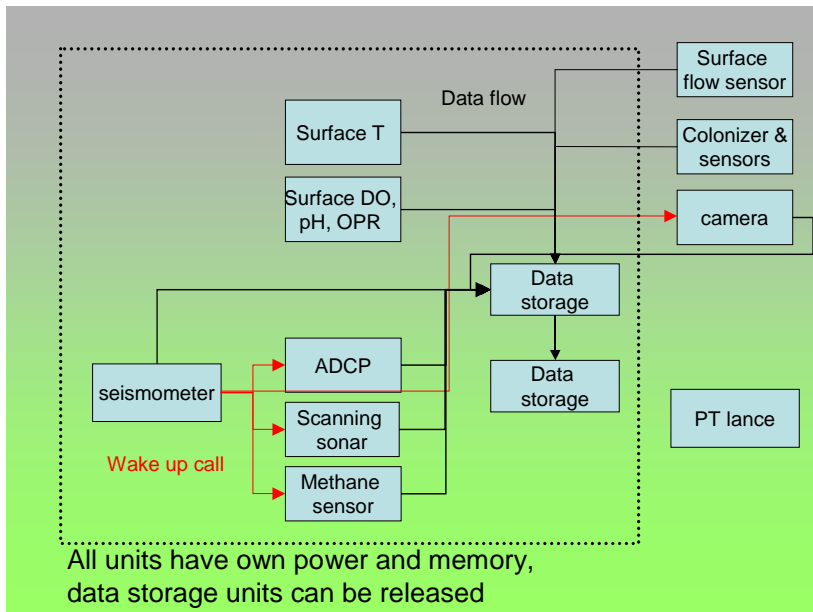 Surface
flow sensor
Data flow
Surface T
Colonizer &
sensors
Surface DO,
pH, OPR
camera
Data
storage
ADCP
Data
storage
seismometer
PT lance
Scanning
sonar
Wake up call
Methane
sensor
All units have own power and memory,
data storage units can be released